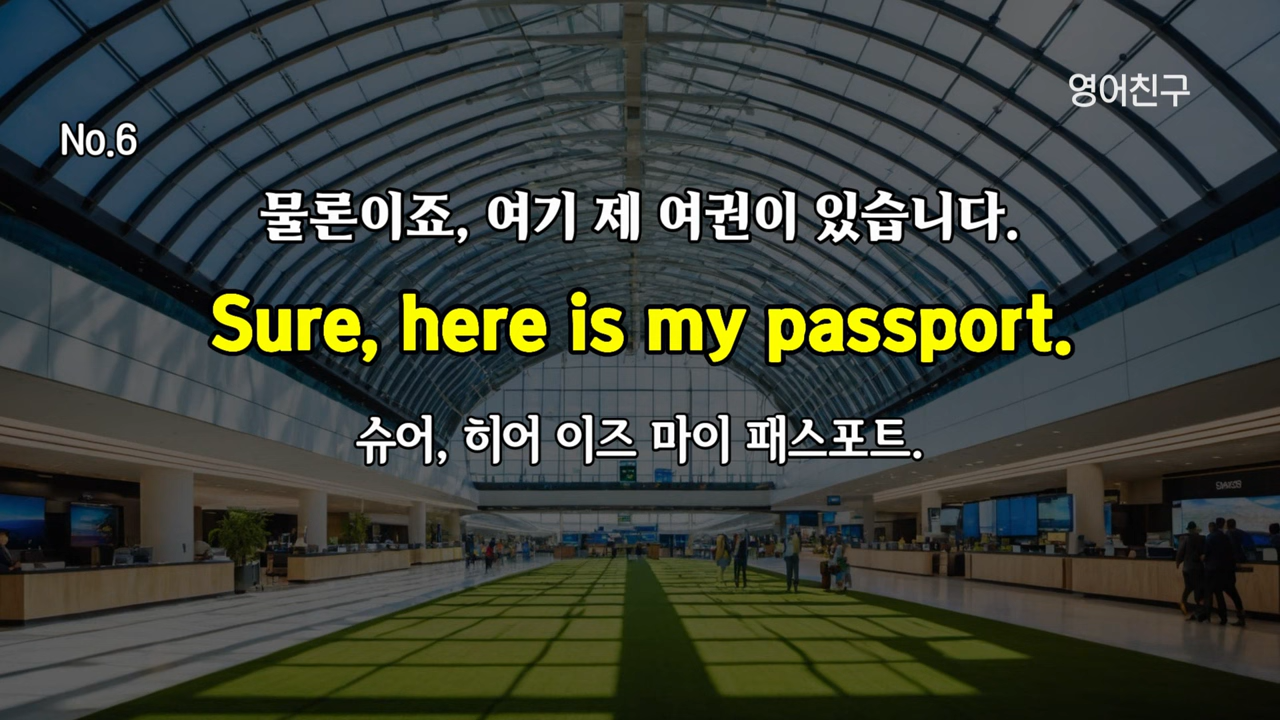 영어친구
No.6
물론이죠, 여기 제 여권이 있습니다.
Sure, here is my passport.
슈어, 히어 이즈 마이 패스포트.